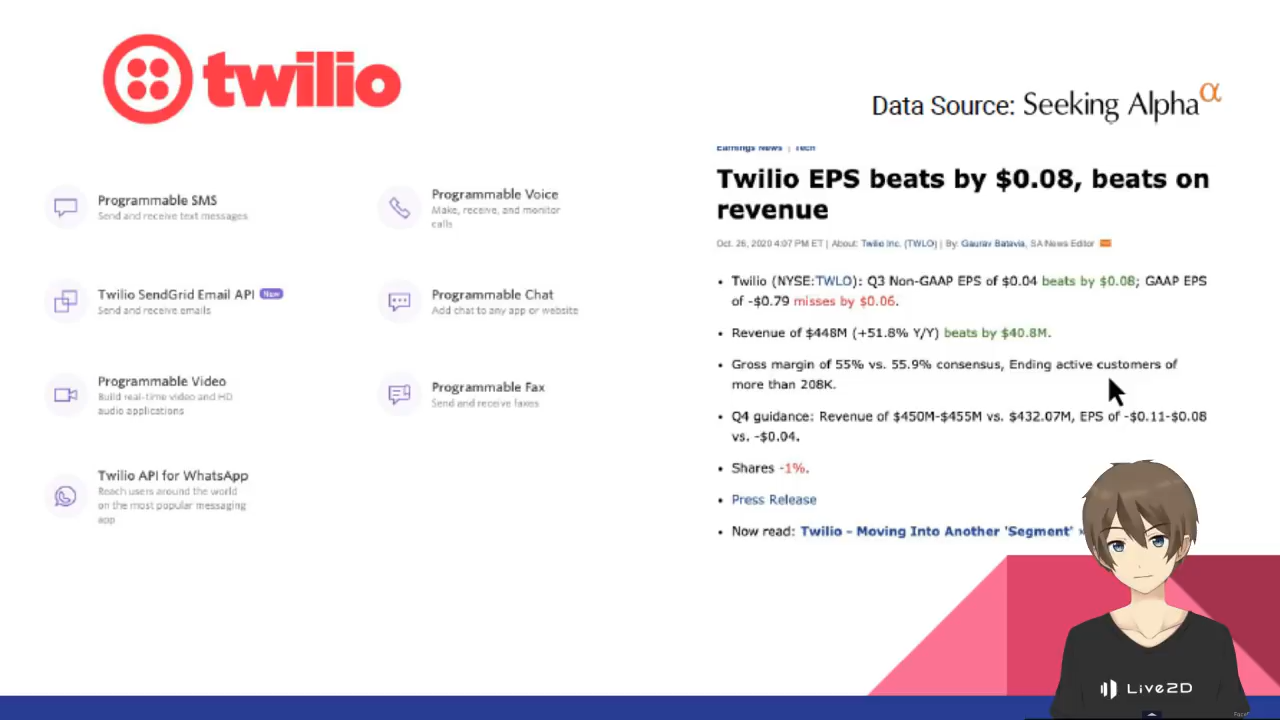 twilio
Data Source: Seeking Alpha α
Programmable SMS
Send and receive text messages
Programmable Voice
Make, receive, and monitor
calls
Twilio SendGrid Email API New
Send and receive emails
Programmable Chat
Add chat to any app or website
Programmable Video
Build real-time video and HD
audio applications
Programmable Fax
Send and receive faxes
Twilio API for WhatsApp
Reach users around the world
on the most popular messaging
app
Earnings News | Tech
Twilio EPS beats by $0.08, beats on
revenue
Oct. 26, 2020 4:07 PM ET | About: Twilio Inc. (TWLO) | By: Gaurav Batavia, SA News Editor
• Twilio (NYSE:TWLO): Q3 Non-GAAP EPS of $0.04 beats by $0.08; GAAP EPS
of -$0.79 misses by $0.06.
• Revenue of $448M (+51.8% Y/Y) beats by $40.8M.
• Gross margin of 55% vs. 55.9% consensus, Ending active customers of
more than 208K.
• Q4 guidance: Revenue of $450M-$455M vs. $432.07M, EPS of -$0.11-$0.08
vs. -$0.04.
• Shares -1%.
• Press Release
• Now read: Twilio - Moving Into Another 'Segment' »
Live2D